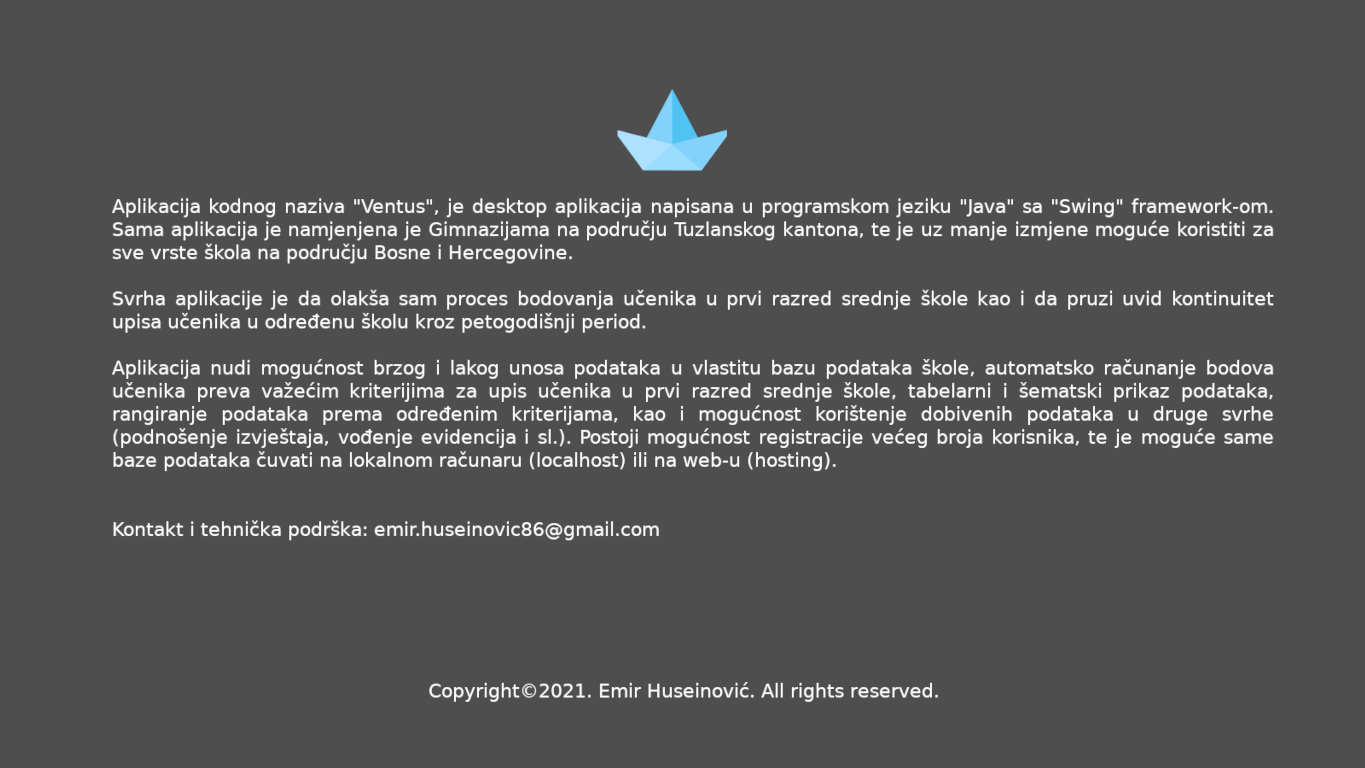 Aplikacija kodnog naziva "Ventus", je desktop aplikacija napisana u programskom jeziku "Java" sa "Swing" framework-om.
Sama aplikacija je namjenjena je Gimnazijama na području Tuzlanskog kantona, te je uz manje izmjene moguće koristiti za
sve vrste škola na području Bosne i Hercegovine.
Svrha aplikacije je da olakša sam proces bodovanja učenika u prvi razred srednje škole kao i da pruzi uvid kontinuitet
upisa učenika u određenu školu kroz petogodišnji period.
Aplikacija nudi mogućnost brzog i lakog unosa podataka u vlastitu bazu podataka škole, automatsko računanje bodova
učenika preva važećim kriterijima za upis učenika u prvi razred srednje škole, tabelarni i šematski prikaz podataka,
rangiranje podataka prema određenim kriterijama, kao i mogućnost korištenje dobivenih podataka u druge svrhe
(podnošenje izvještaja, vođenje evidencija i sl.). Postoji mogućnost registracije većeg broja korisnika, te je moguće same
baze podataka čuvati na lokalnom računaru (localhost) ili na web-u (hosting).
Kontakt i tehnička podrška: emir.huseinovic86@gmail.com
Copyright©2021. Emir Huseinović. All rights reserved.